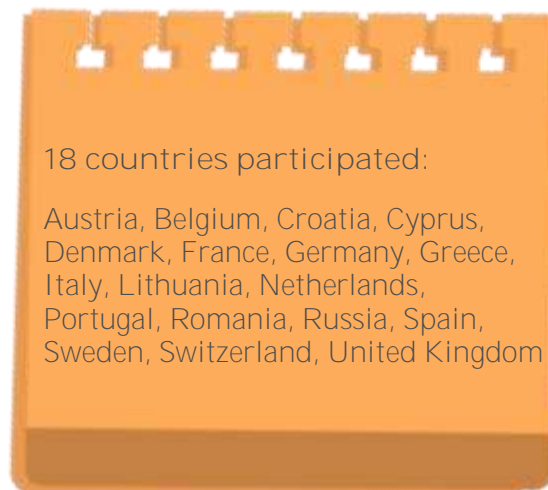 18 countries participated:
Austria, Belgium, Croatia, Cyprus,
Denmark, France, Germany, Greece,
Italy, Lithuania, Netherlands,
Portugal, Romania, Russia, Spain,
Sweden, Switzerland, United Kingdom